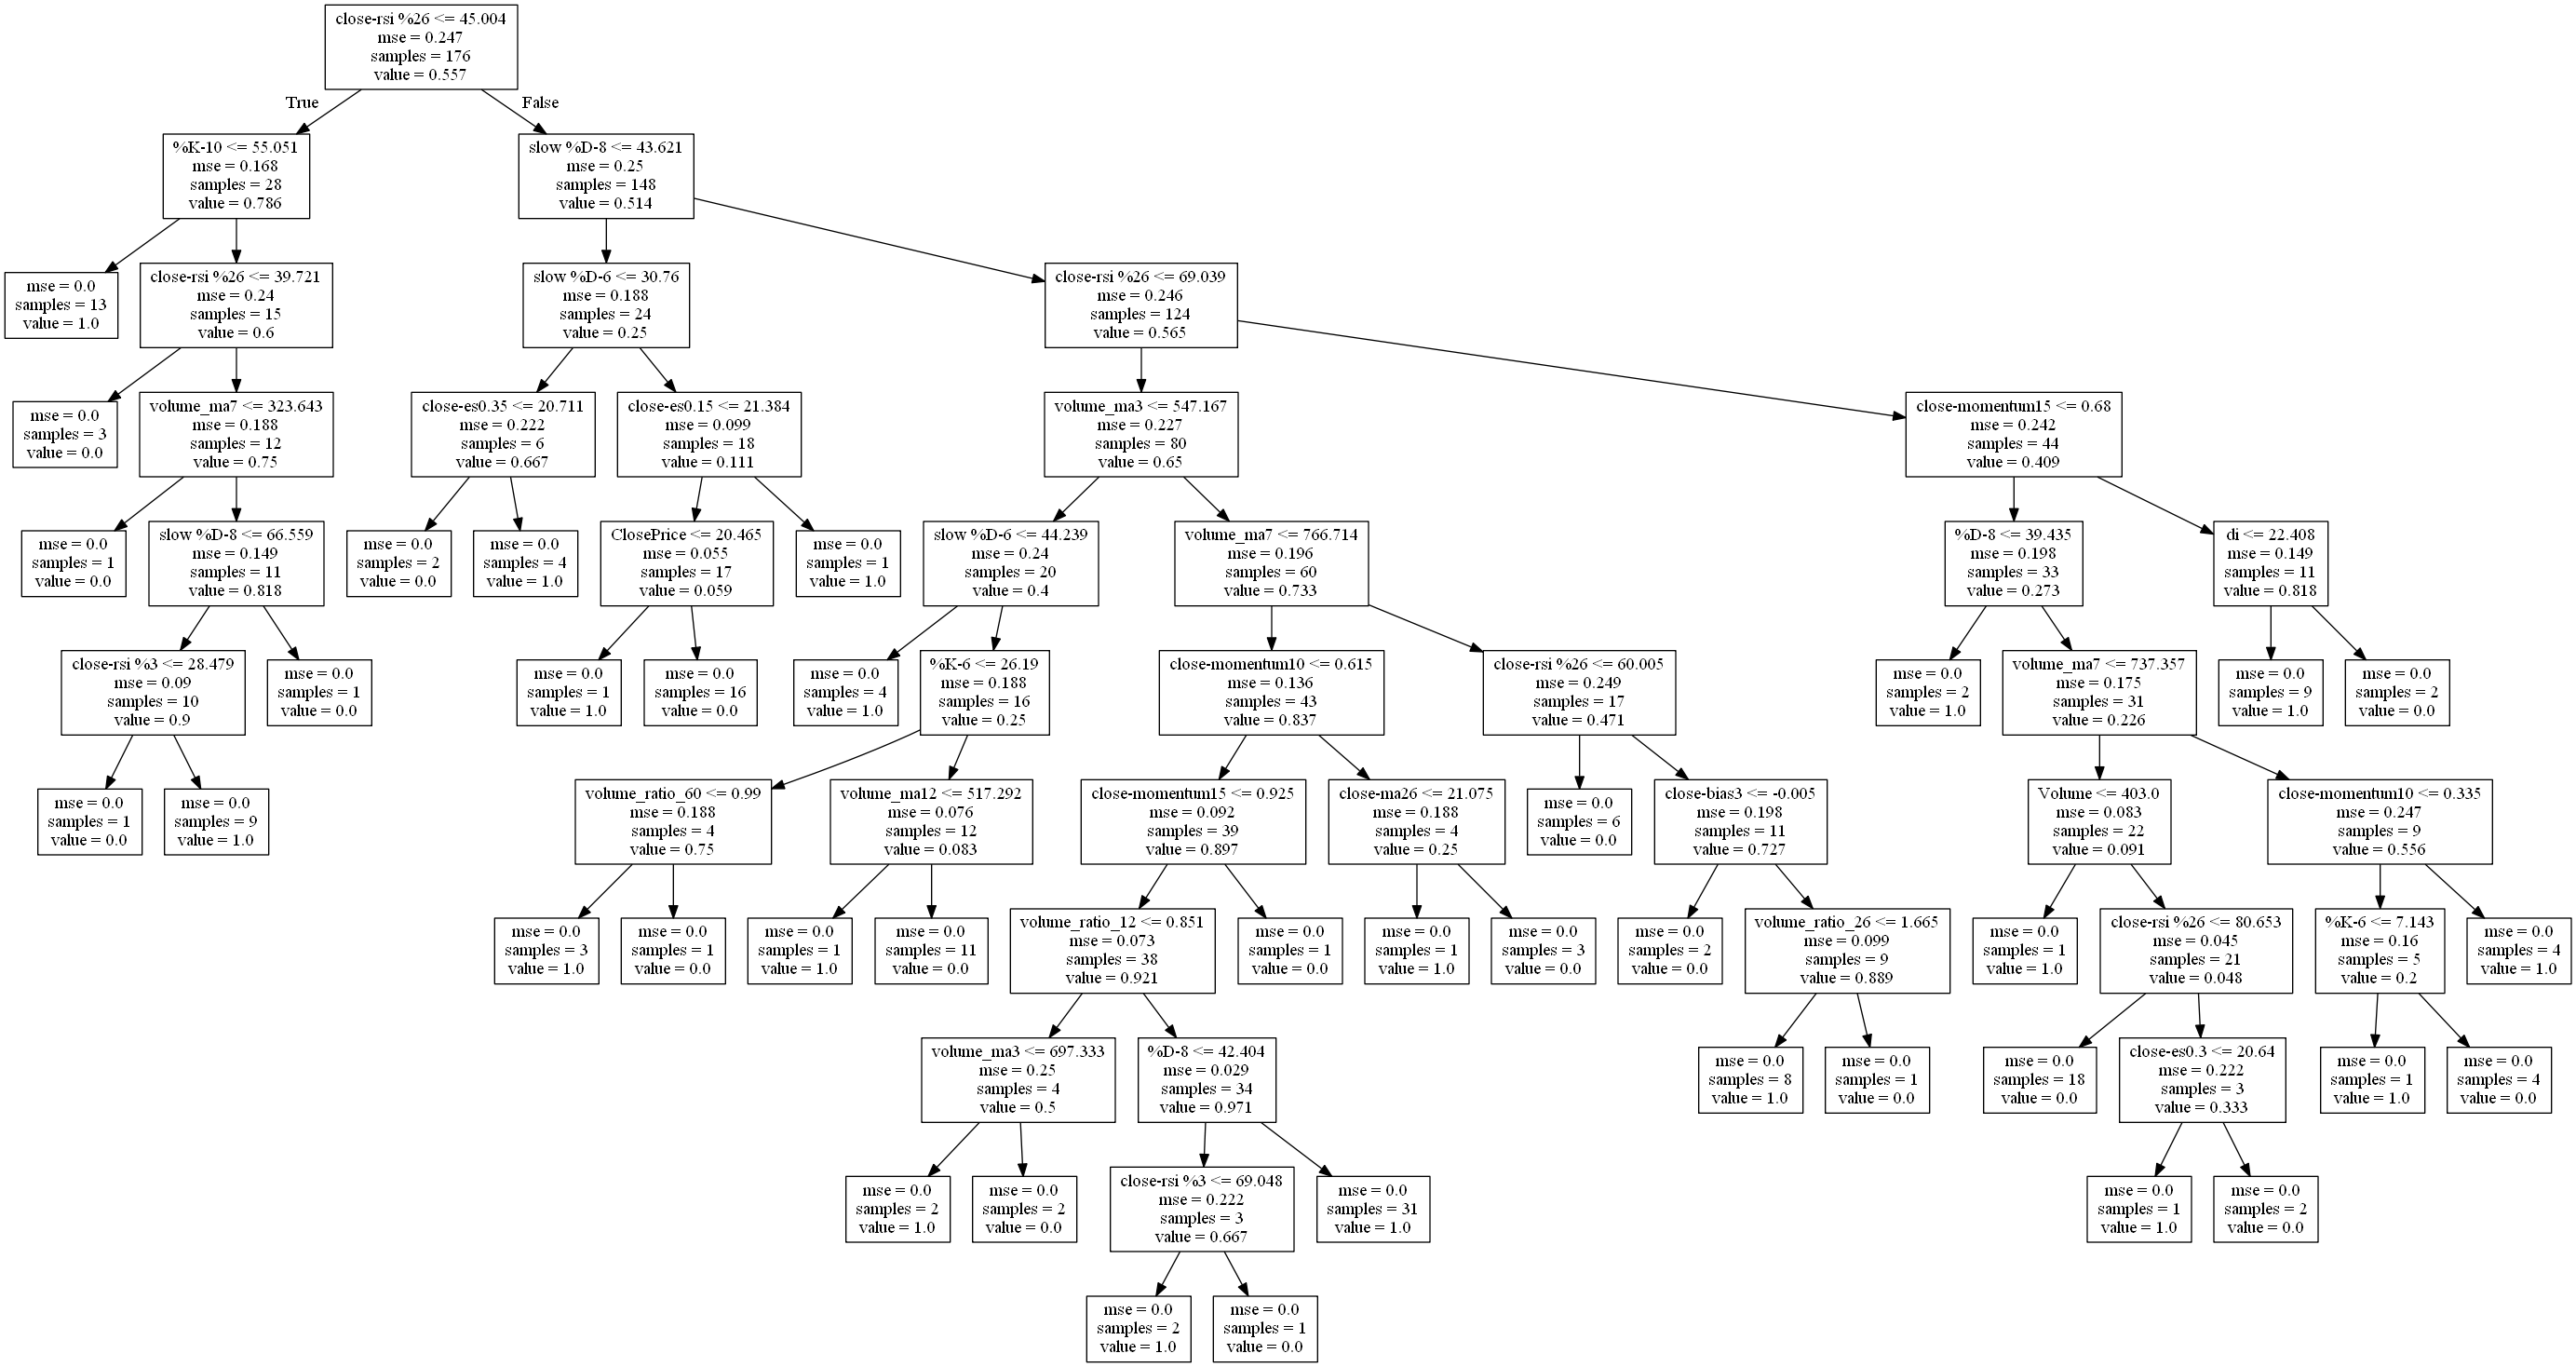 close-rsi %26 <= 45.004
mse = 0.247
samples = 176
value = 0.557
True
False
%K-10 <= 55.051
mse = 0.168
samples = 28
value = 0.786
slow %D-8 <= 43.621
mse = 0.25
samples = 148
value = 0.514
mse = 0.0
samples = 13
value = 1.0
close-rsi %26 <= 39.721
mse = 0.24
samples = 15
value = 0.6
slow %D-6 <= 30.76
mse = 0.188
samples = 24
value = 0.25
close-rsi %26 <= 69.039
mse = 0.246
samples = 124
value = 0.565
mse = 0.0
samples = 3
value = 0.0
volume_ma7 <= 323.643
mse = 0.188
samples = 12
value = 0.75
close-es0.35 <= 20.711
mse = 0.222
samples = 6
value = 0.667
close-es0.15 <= 21.384
mse = 0.099
samples = 18
value = 0.111
volume_ma3 <= 547.167
mse = 0.227
samples = 80
value = 0.65
close-momentum15 <= 0.68
mse = 0.242
samples = 44
value = 0.409
mse = 0.0
samples = 1
value = 0.0
slow %D-8 <= 66.559
mse = 0.149
samples = 11
value = 0.818
mse = 0.0
samples = 2
value = 0.0
mse = 0.0
samples = 4
value = 1.0
ClosePrice <= 20.465
mse = 0.055
samples = 17
value = 0.059
mse = 0.0
samples = 1
value = 1.0
slow %D-6 <= 44.239
mse = 0.24
samples = 20
value = 0.4
volume_ma7 <= 766.714
mse = 0.196
samples = 60
value = 0.733
%D-8 <= 39.435
mse = 0.198
samples = 33
value = 0.273
di <= 22.408
mse = 0.149
samples = 11
value = 0.818
close-rsi %3 <= 28.479
mse = 0.09
samples = 10
value = 0.9
mse = 0.0
samples = 1
value = 0.0
mse = 0.0
samples = 1
value = 1.0
mse = 0.0
samples = 16
value = 0.0
mse = 0.0
samples = 4
value = 1.0
%K-6 <= 26.19
mse = 0.188
samples = 16
value = 0.25
close-momentum10 <= 0.615
mse = 0.136
samples = 43
value = 0.837
close-rsi %26 <= 60.005
mse = 0.249
samples = 17
value = 0.471
mse = 0.0
samples = 2
value = 1.0
volume_ma7 <= 737.357
mse = 0.175
samples = 31
value = 0.226
mse = 0.0
samples = 9
value = 1.0
mse = 0.0
samples = 2
value = 0.0
mse = 0.0
samples = 1
value = 0.0
mse = 0.0
samples = 9
value = 1.0
volume_ratio_60 <= 0.99
mse = 0.188
samples = 4
value = 0.75
volume_ma12 <= 517.292
mse = 0.076
samples = 12
value = 0.083
close-momentum15 <= 0.925
mse = 0.092
samples = 39
value = 0.897
close-ma26 <= 21.075
mse = 0.188
samples = 4
value = 0.25
mse = 0.0
samples = 6
value = 0.0
close-bias3 <= -0.005
mse = 0.198
samples = 11
value = 0.727
Volume <= 403.0
mse = 0.083
samples = 22
value = 0.091
close-momentum10 <= 0.335
mse = 0.247
samples = 9
value = 0.556
mse = 0.0
samples = 3
value = 1.0
mse = 0.0
samples = 1
value = 0.0
mse = 0.0
samples = 1
value = 1.0
mse = 0.0
samples = 11
value = 0.0
volume_ratio_12 <= 0.851
mse = 0.073
samples = 38
value = 0.921
mse = 0.0
samples = 1
value = 0.0
mse = 0.0
samples = 1
value = 1.0
mse = 0.0
samples = 3
value = 0.0
mse = 0.0
samples = 2
value = 0.0
volume_ratio_26 <= 1.665
mse = 0.099
samples = 9
value = 0.889
mse = 0.0
samples = 1
value = 1.0
close-rsi %26 <= 80.653
mse = 0.045
samples = 21
value = 0.048
%K-6 <= 7.143
mse = 0.16
samples = 5
value = 0.2
mse = 0.0
samples = 4
value = 1.0
volume_ma3 <= 697.333
mse = 0.25
samples = 4
value = 0.5
%D-8 <= 42.404
mse = 0.029
samples = 34
value = 0.971
mse = 0.0
samples = 8
value = 1.0
mse = 0.0
samples = 1
value = 0.0
mse = 0.0
samples = 18
value = 0.0
close-es0.3 <= 20.64
mse = 0.222
samples = 3
value = 0.333
mse = 0.0
samples = 1
value = 1.0
mse = 0.0
samples = 4
value = 0.0
mse = 0.0
samples = 2
value = 1.0
mse = 0.0
samples = 2
value = 0.0
close-rsi %3 <= 69.048
mse = 0.222
samples = 3
value = 0.667
mse = 0.0
samples = 31
value = 1.0
mse = 0.0
samples = 1
value = 1.0
mse = 0.0
samples = 2
value = 0.0
mse = 0.0
samples = 2
value = 1.0
mse = 0.0
samples = 1
value = 0.0